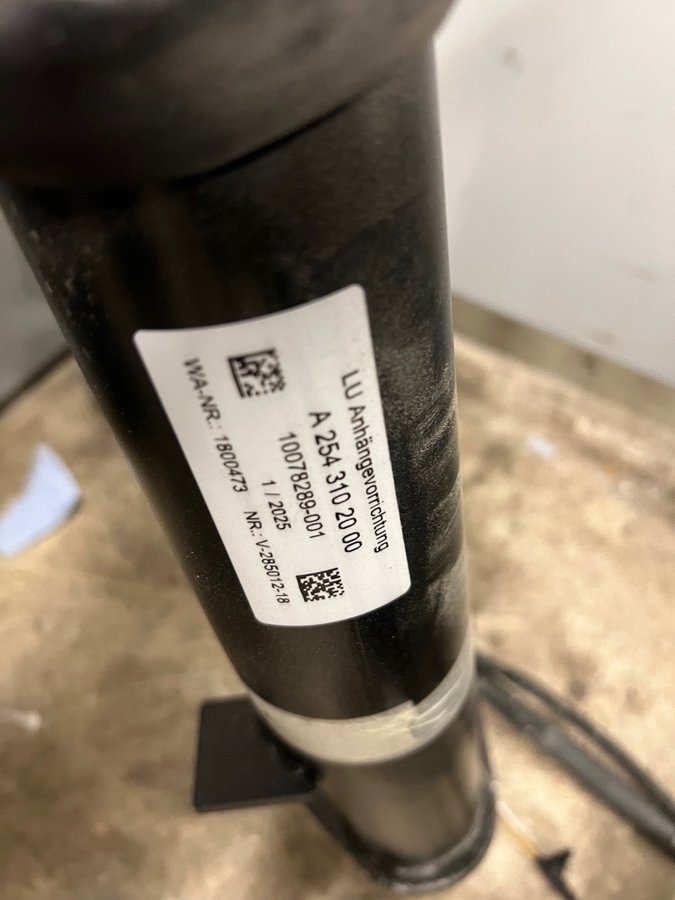 LU Anhängevorrichtung
A 254 310 20 00
10078289-001
1 / 2025
WA-NR.: 1800473
NR.: V-285012-18